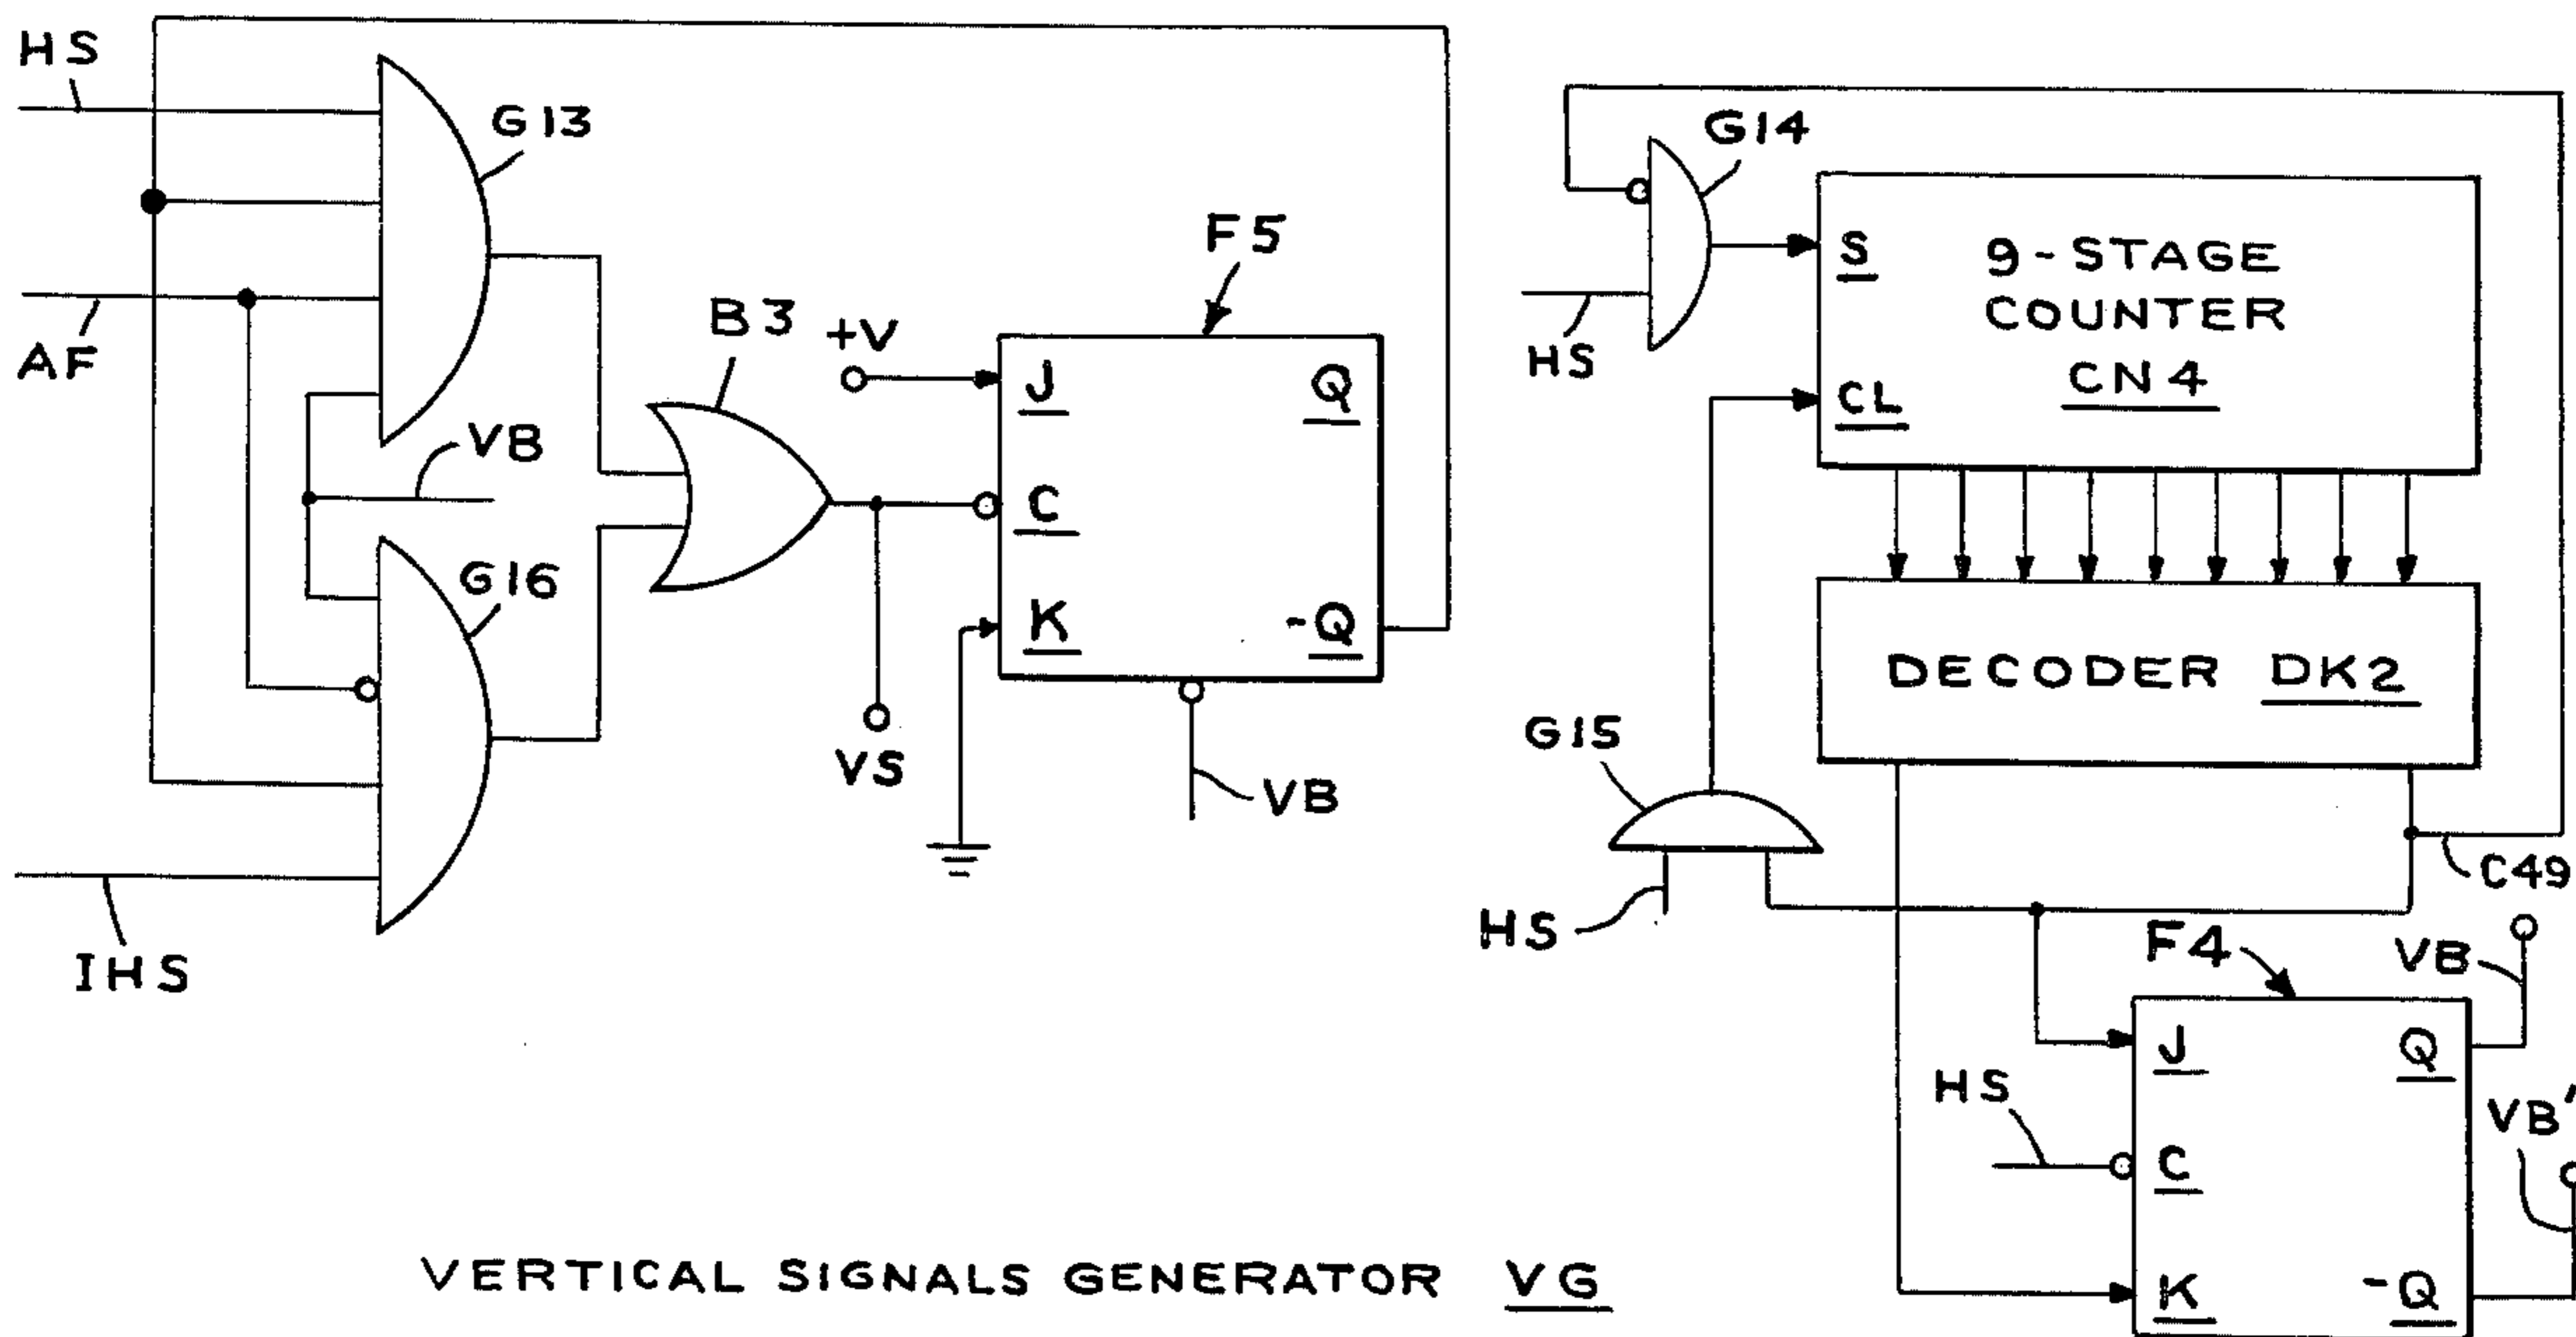 HS
G13
G14
F5
S
9-STAGE
COUNTER
CN4
B3
+V
HS
AF
J
Q
CL
VB
C
G16
K
-Q
DECODER DK2
G15
VS
VB
C49
HS
F4
VB
IHS
J
Q
HS
VB'
C
VERTICAL SIGNALS GENERATOR VG
K
-Q